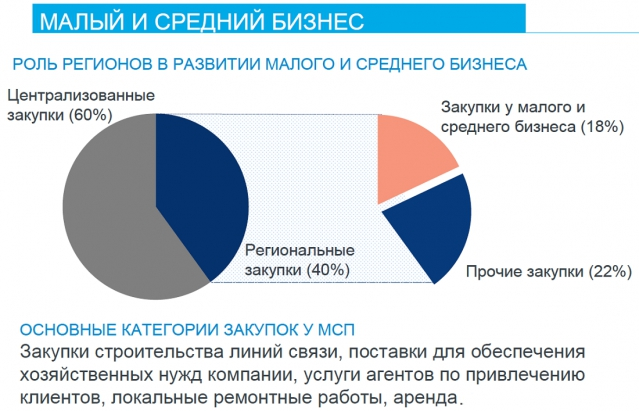 МАЛЫЙ И СРЕДНИЙ БИЗНЕС
РОЛЬ РЕГИОНОВ В РАЗВИТИИ МАЛОГО И СРЕДНЕГО БИЗНЕСА
Централизованные
закупки (60%)
Закупки у малого и
среднего бизнеса (18%)
Региональные
закупки (40%)
Прочие закупки (22%)
ОСНОВНЫЕ КАТЕГОРИИ ЗАКУПОК У МСП
Закупки строительства линий связи, поставки для обеспечения
хозяйственных нужд компании, услуги агентов по привлечению
клиентов, локальные ремонтные работы, аренда.